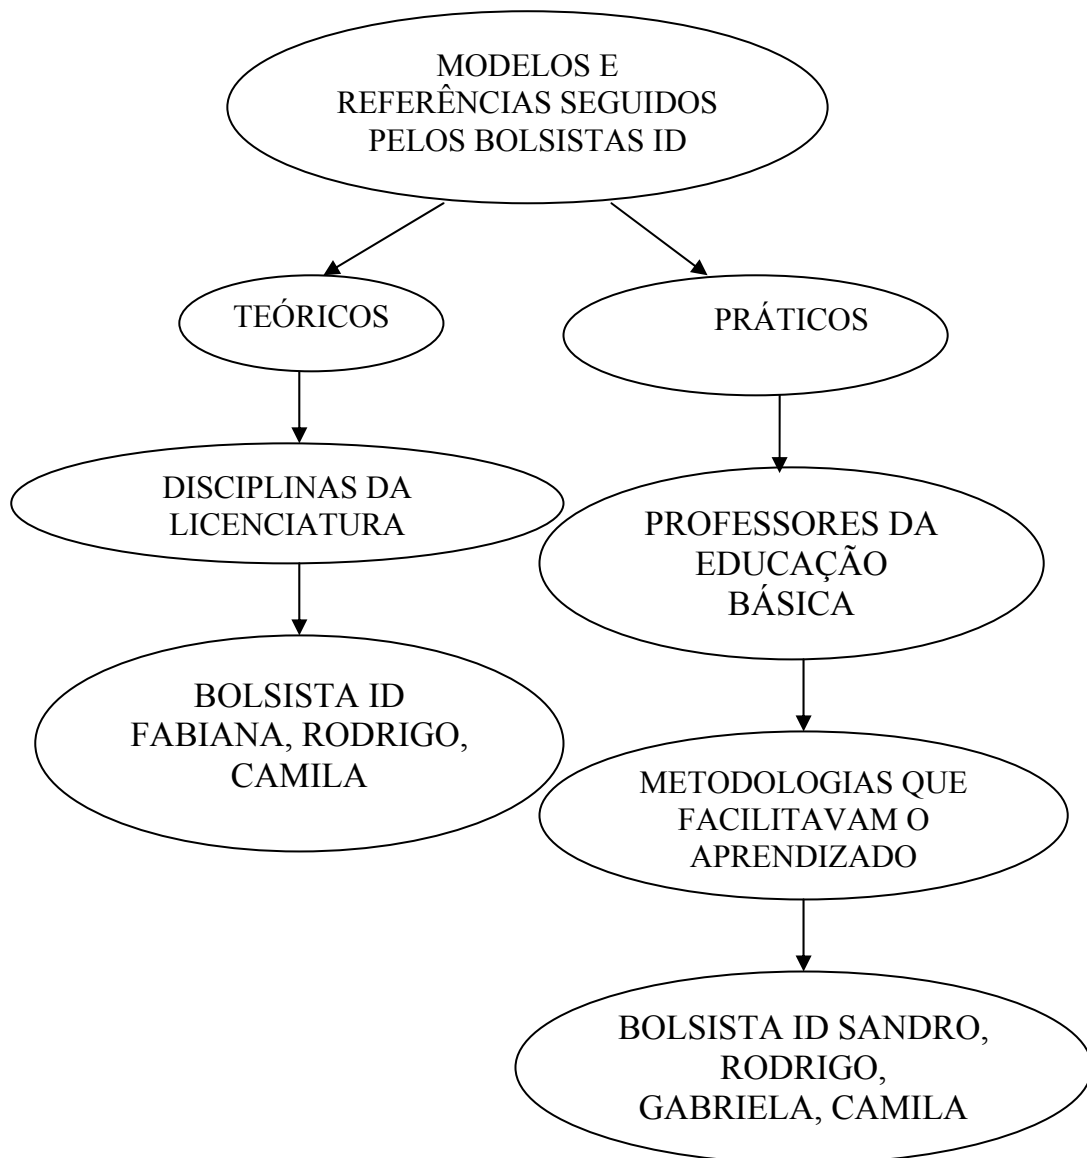 MODELOS E
REFERÊNCIAS SEGUIDOS
PELOS BOLSISTAS ID
TEÓRICOS
PRÁTICOS
DISCIPLINAS DA
LICENCIATURA
PROFESSORES DA
EDUCAÇÃO
BÁSICA
BOLSISTA ID
FABIANA, RODRIGO,
CAMILA
METODOLOGIAS QUE
FACILITAVAM O
APRENDIZADO
BOLSISTA ID SANDRO,
RODRIGO,
GABRIELA, CAMILA